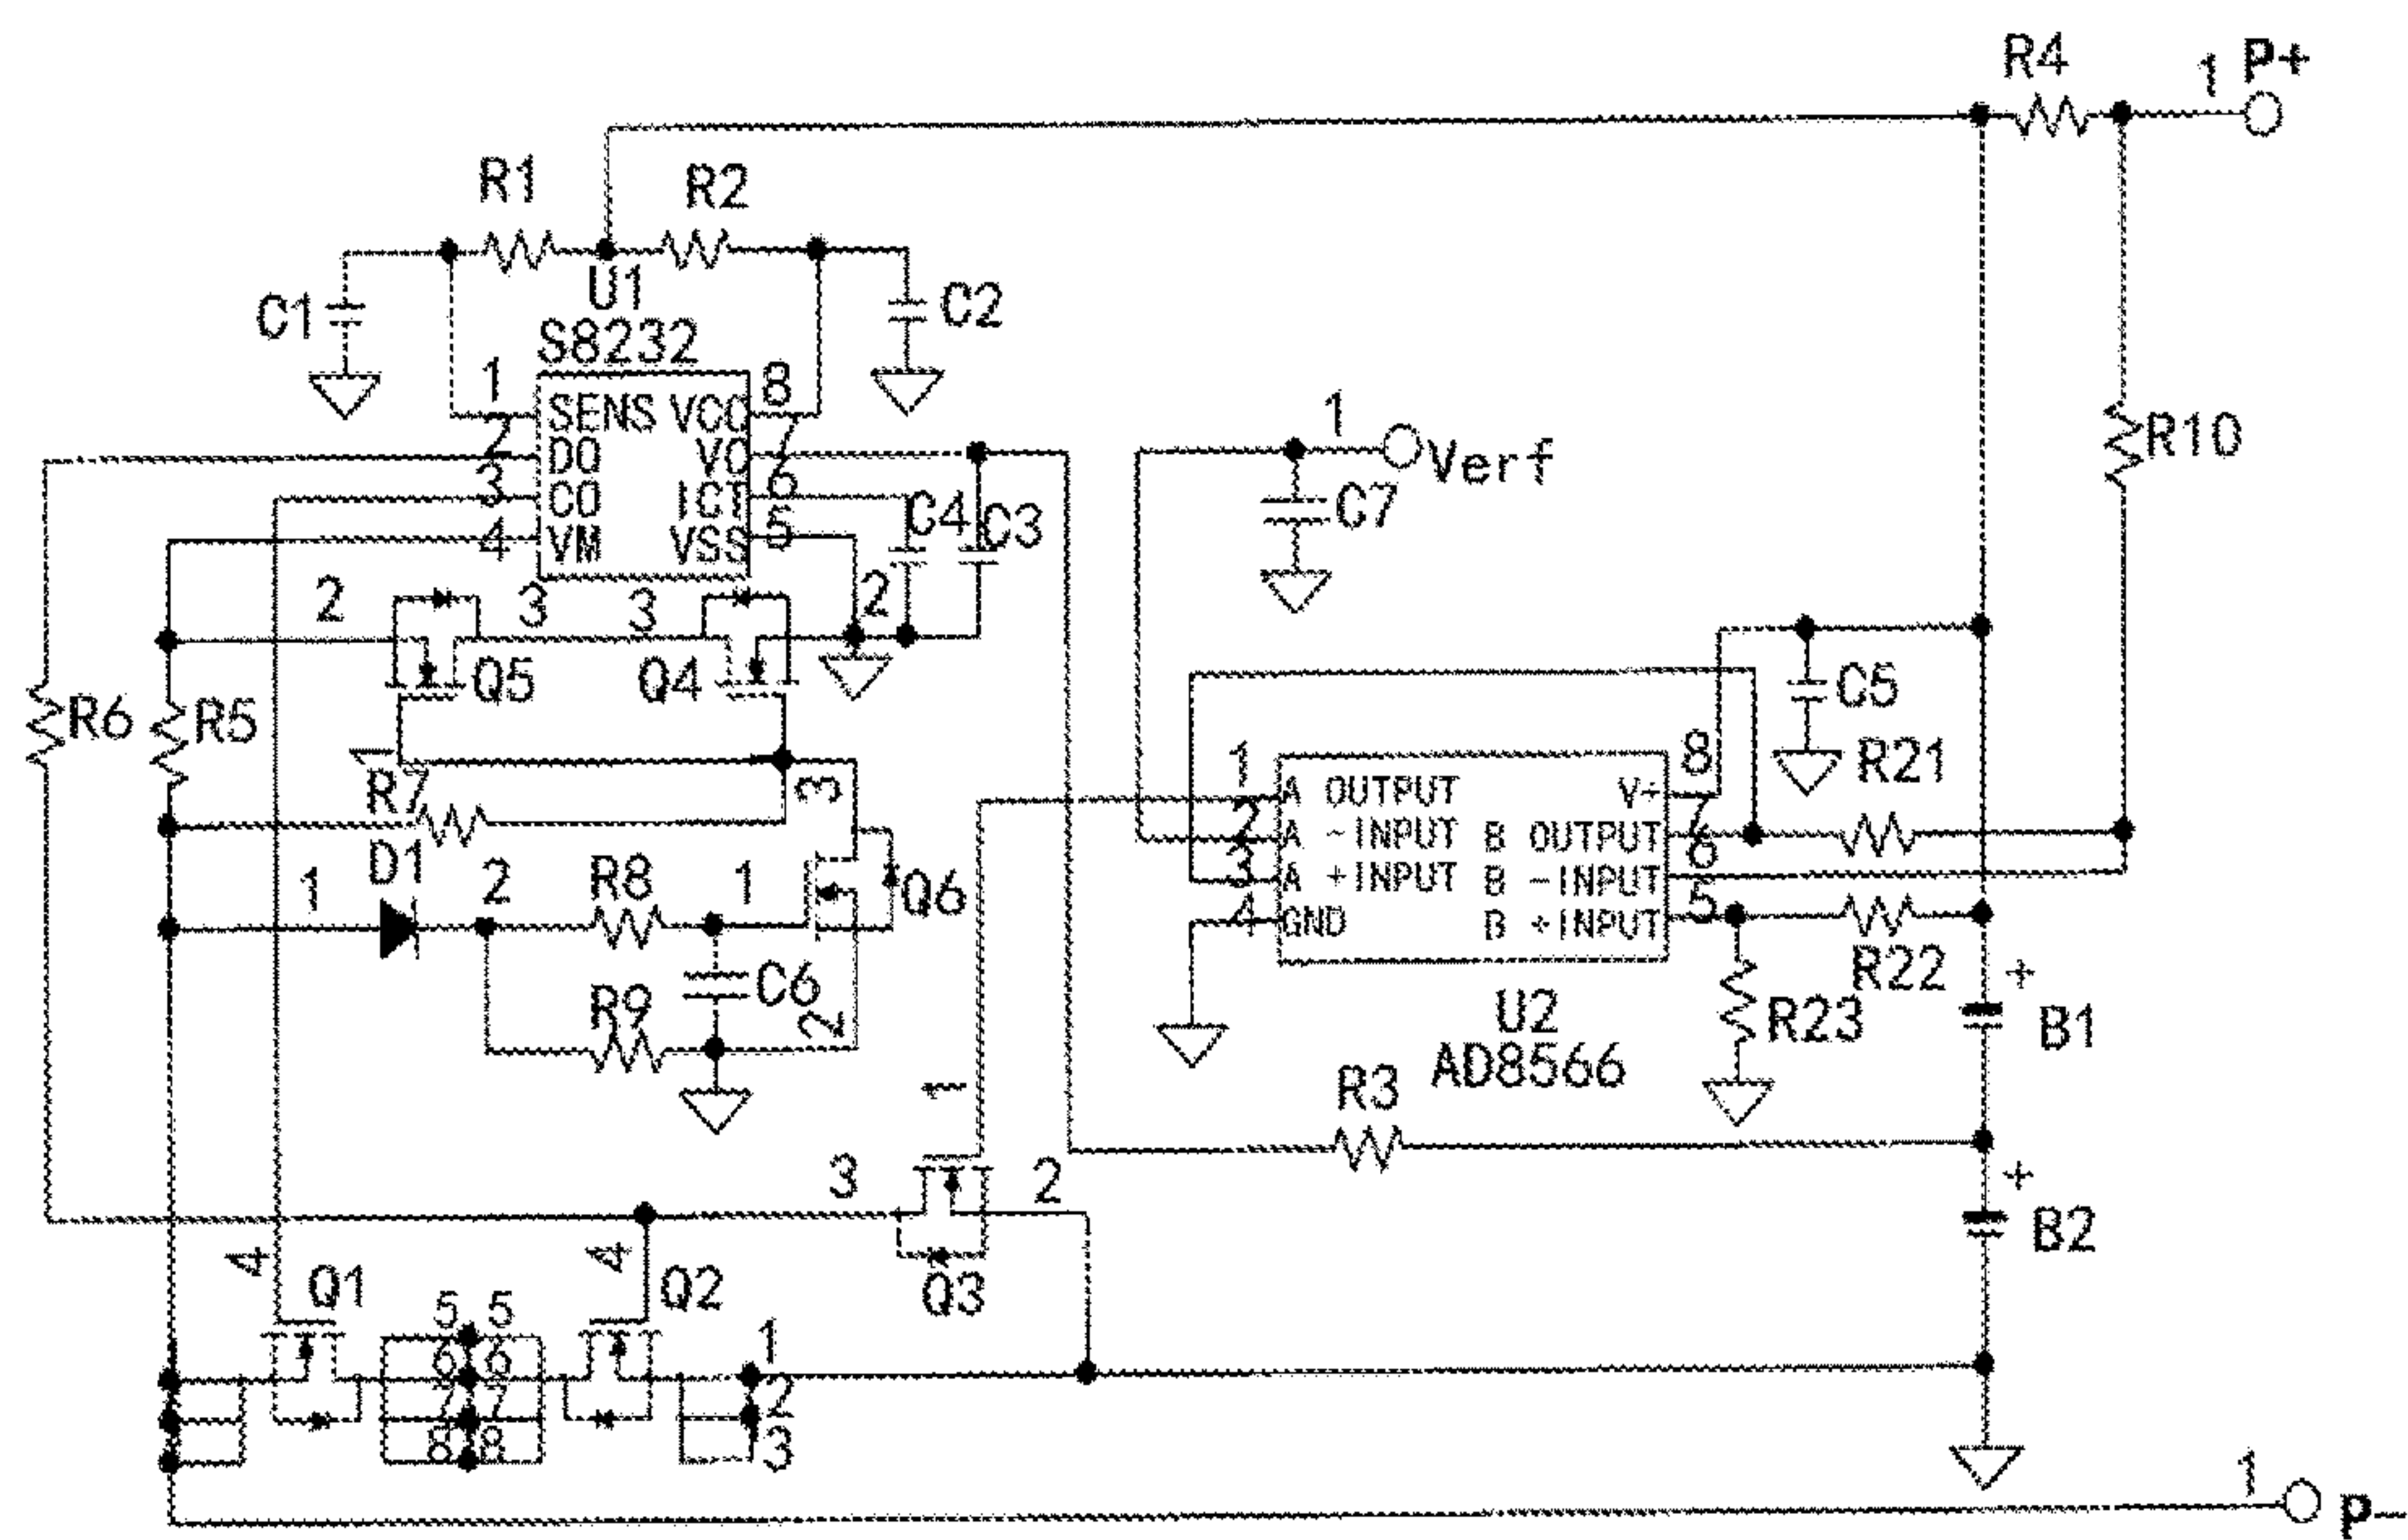 R4
1 P+
R1
R2
U1
C1
C2
S8232
1
8
SENS
VCC
2
7
DO
VC
3
6
CO
ICT
4
5
VM
VSS
C4
C3
1
Verf
C7
R10
2
3
3
2
Q5
Q4
R6
R5
C5
1
R7
3
1
8
R21
A OUTPUT
V+
2
7
A -INPUT
B OUTPUT
3
6
A +INPUT
B -INPUT
4
5
GND
B +INPUT
D1
1
2
R8
1
Q6
R22
R9
C6
2
U2
AD8566
R23
+
B1
R3
1
3
2
+
B2
4
Q1
4
Q2
Q3
5 5
6 6
7 7
8 8
1
2
3
1
P-